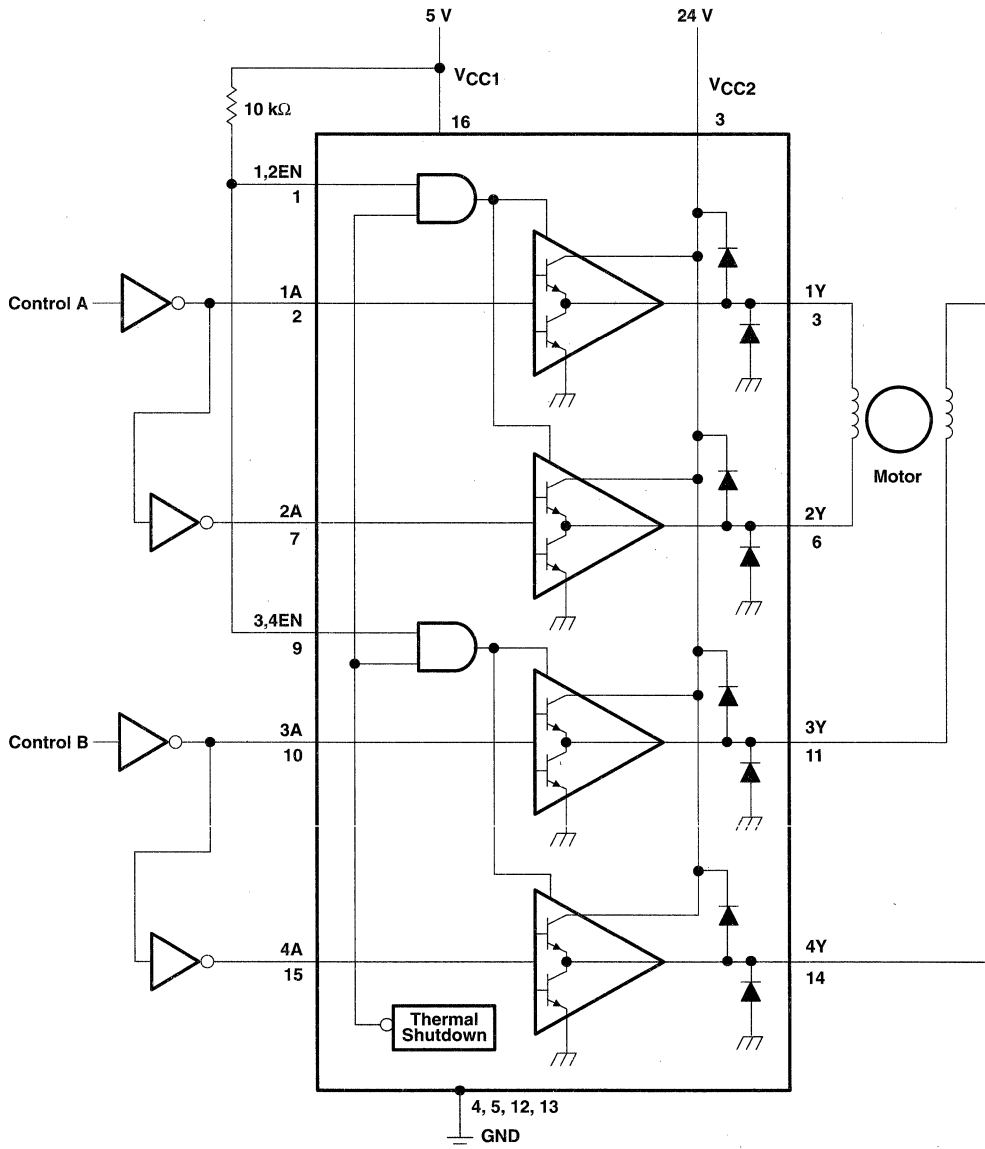 5 V
24 V
VCC1
VCC2
10 kΩ
16
3
1,2EN
1
Control A
1A
2
1Y
3
Motor
2A
7
2Y
6
3,4EN
9
Control B
3A
10
3Y
11
4A
15
4Y
14
Thermal
Shutdown
4, 5, 12, 13
GND